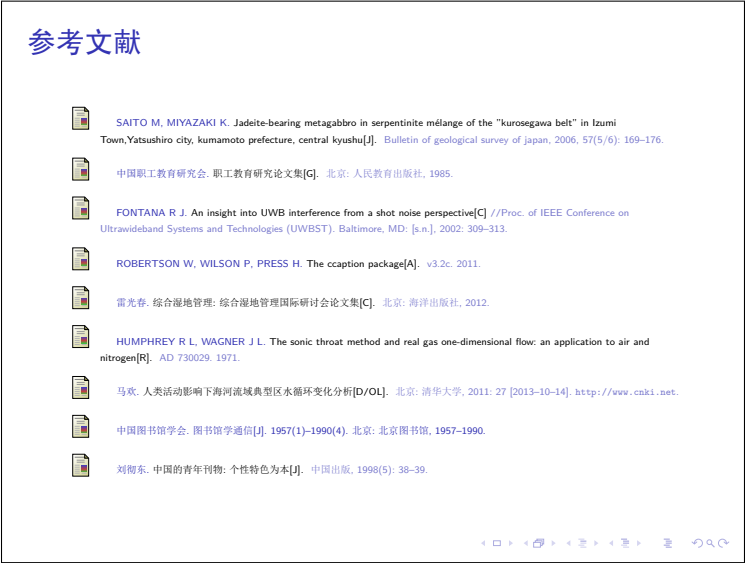 参考文献
SAITO M, MIYAZAKI K. Jadeite-bearing metagabbro in serpentinite mélange of the "kurosegawa belt" in Izumi
Town,Yatsushiro city, kumamoto prefecture, central kyushu[J]. Bulletin of geological survey of japan, 2006, 57(5/6): 169–176.
中国职工教育研究会. 职工教育研究论文集[G]. 北京: 人民教育出版社, 1985.
FONTANA R J. An insight into UWB interference from a shot noise perspective[C] //Proc. of IEEE Conference on
Ultrawideband Systems and Technologies (UWBST). Baltimore, MD: [s.n.], 2002: 309–313.
ROBERTSON W, WILSON P, PRESS H. The ccaption package[A]. v3.2c. 2011.
雷光春. 综合湿地管理: 综合湿地管理国际研讨会论文集[C]. 北京: 海洋出版社, 2012.
HUMPHREY R L, WAGNER J L. The sonic throat method and real gas one-dimensional flow: an application to air and
nitrogen[R]. AD 730029. 1971.
马欢. 人类活动影响下海河流域典型区水循环变化分析[D/OL]. 北京: 清华大学, 2011: 27 [2013–10–14]. http://www.cnki.net.
中国图书馆学会. 图书馆学通信[J]. 1957(1)–1990(4). 北京: 北京图书馆, 1957–1990.
刘彻东. 中国的青年刊物: 个性特色为本[J]. 中国出版, 1998(5): 38–39.